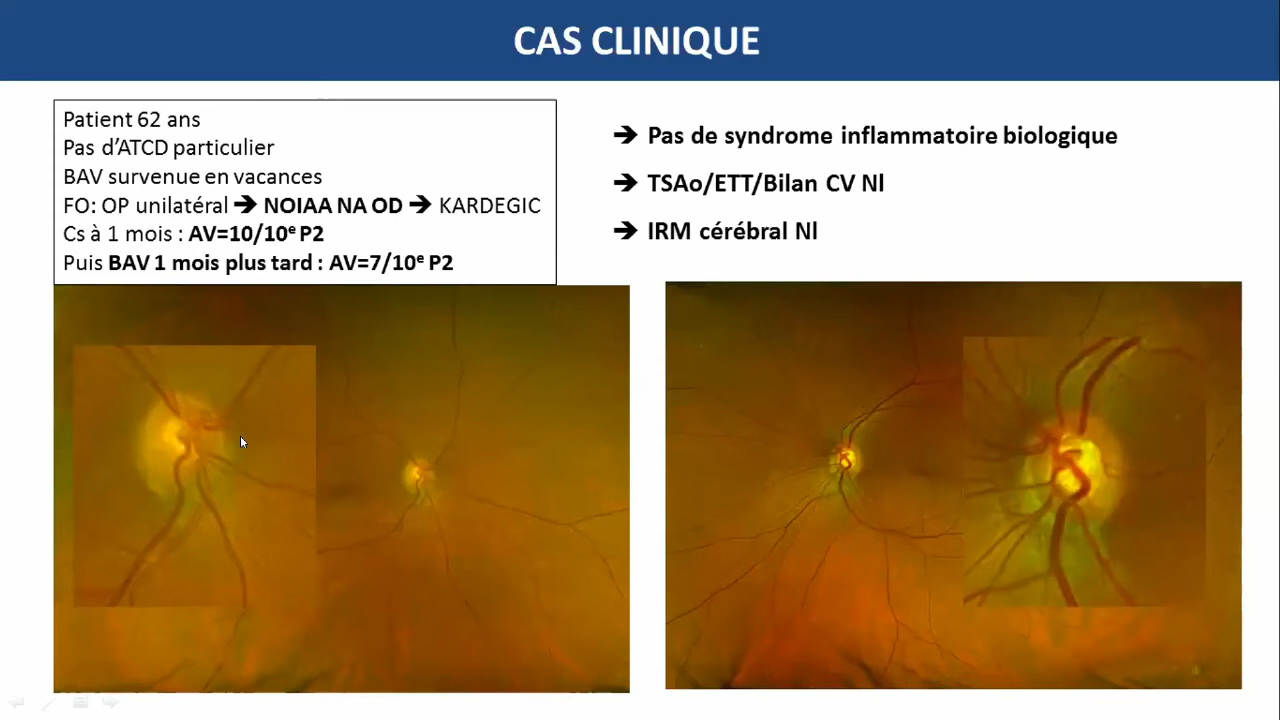 CAS CLINIQUE
Patient 62 ans
Pas d'ATCD particulier
BAV survenue en vacances
FO: OP unilatéral ➔ NOIAA NA OD ➔ KARDEGIC
Cs à 1 mois : AV=10/10ᵉ P2
Puis BAV 1 mois plus tard : AV=7/10ᵉ P2
➔ Pas de syndrome inflammatoire biologique
➔ TSAo/ETT/Bilan CV Nl
➔ IRM cérébral Nl